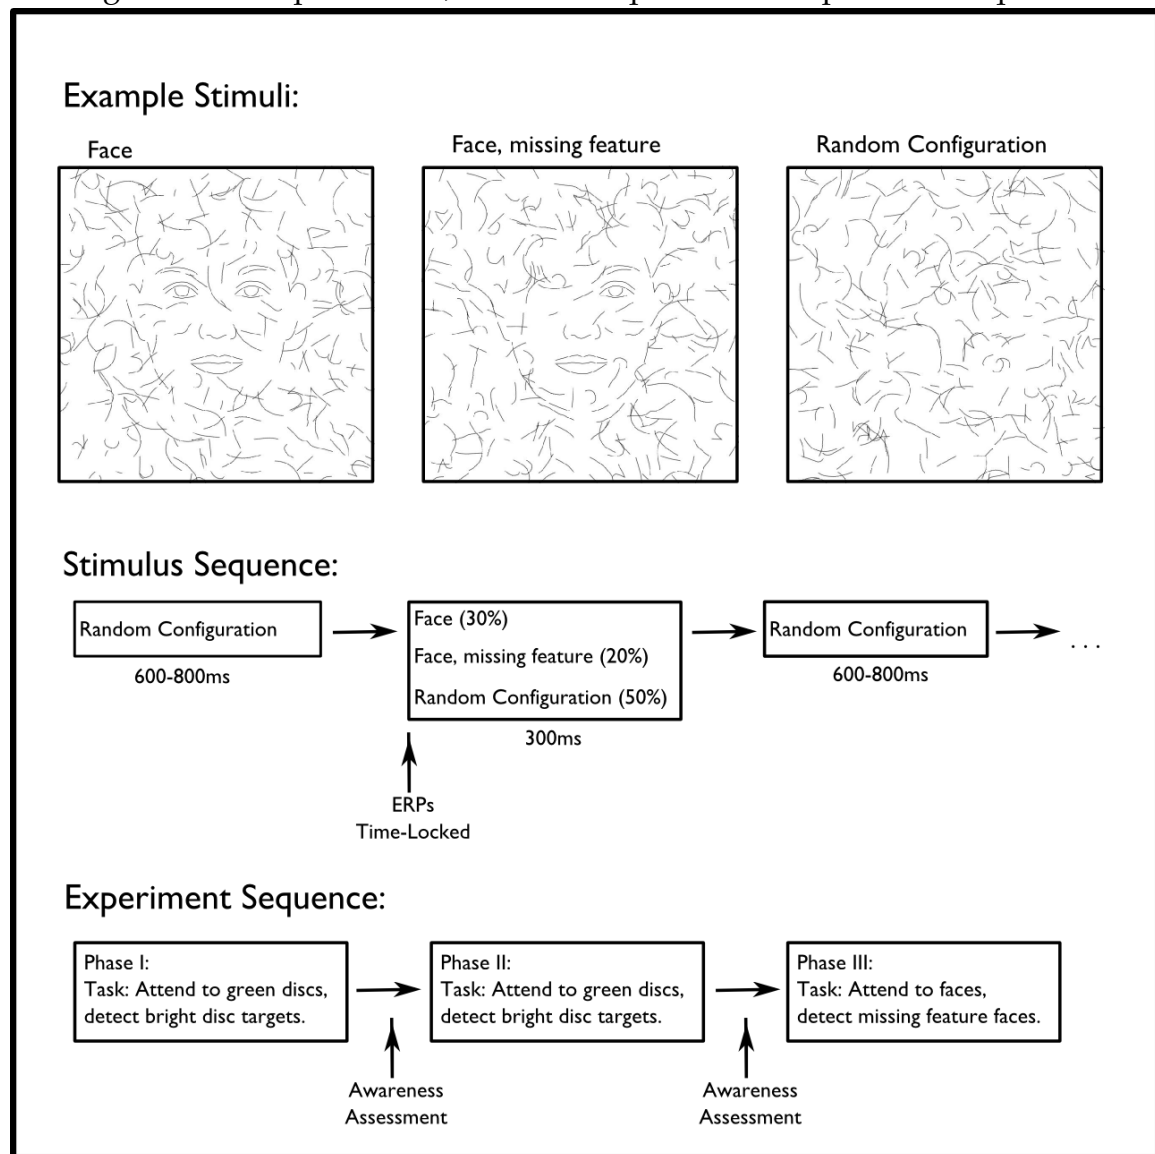 Example Stimuli:
Face
Face, missing feature
Random Configuration
Stimulus Sequence:
Random Configuration
600-800ms
Face (30%)
Face, missing feature (20%)
Random Configuration (50%)
300ms
ERPs
Time-Locked
Random Configuration
600-800ms
. . .
Experiment Sequence:
Phase I:
Task: Attend to green discs,
detect bright disc targets.
Awareness
Assessment
Phase II:
Task: Attend to green discs,
detect bright disc targets.
Awareness
Assessment
Phase III:
Task: Attend to faces,
detect missing feature faces.